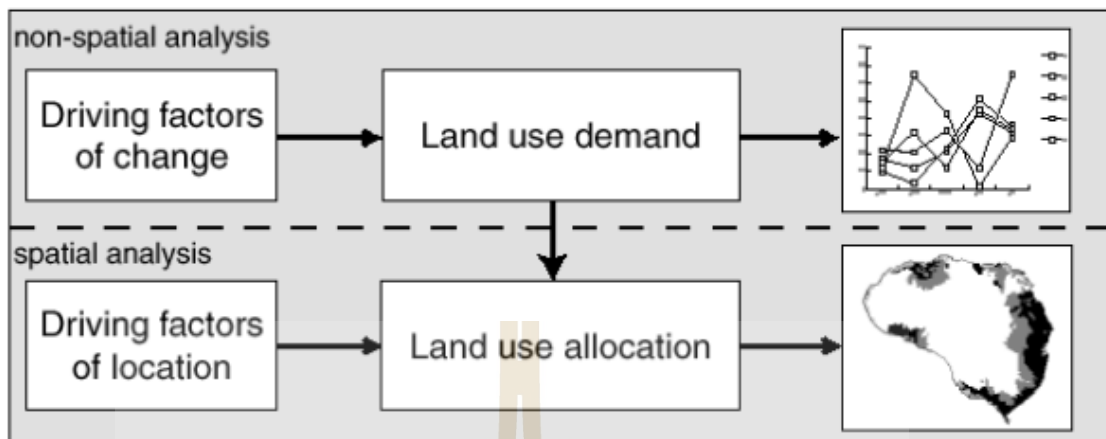 non-spatial analysis
Driving factors
of change
Land use demand
spatial analysis
Driving factors
of location
Land use allocation